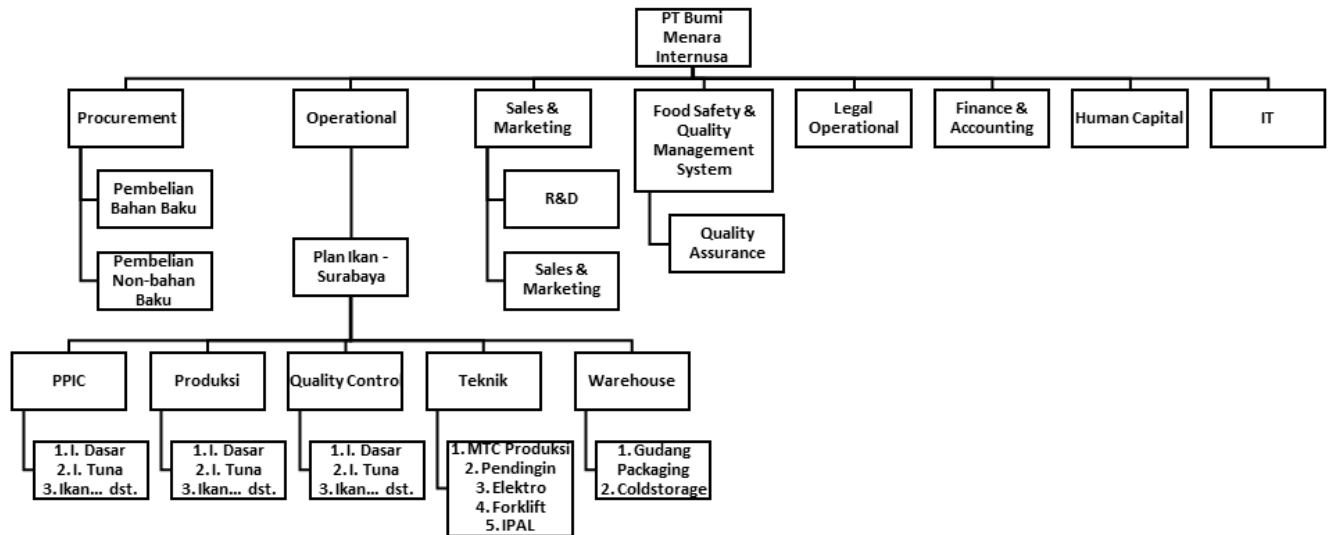 PT Bumi
Menara
Internusa
Procurement
Operational
Sales &
Marketing
Food Safety &
Quality
Management
System
Legal
Operational
Finance &
Accounting
Human Capital
IT
Pembelian
Bahan Baku
Pembelian
Non-bahan
Baku
Plan Ikan -
Surabaya
R&D
Sales &
Marketing
Quality
Assurance
PPIC
Produksi
Quality Control
Teknik
Warehouse
1. I. Dasar
2. I. Tuna
3. Ikan... dst.
1. I. Dasar
2. I. Tuna
3. Ikan... dst.
1. I. Dasar
2. I. Tuna
3. Ikan... dst.
1. MTC Produksi
2. Pendingin
3. Elektro
4. Forklift
5. IPAL
1. Gudang
Packaging
2. Coldstorage